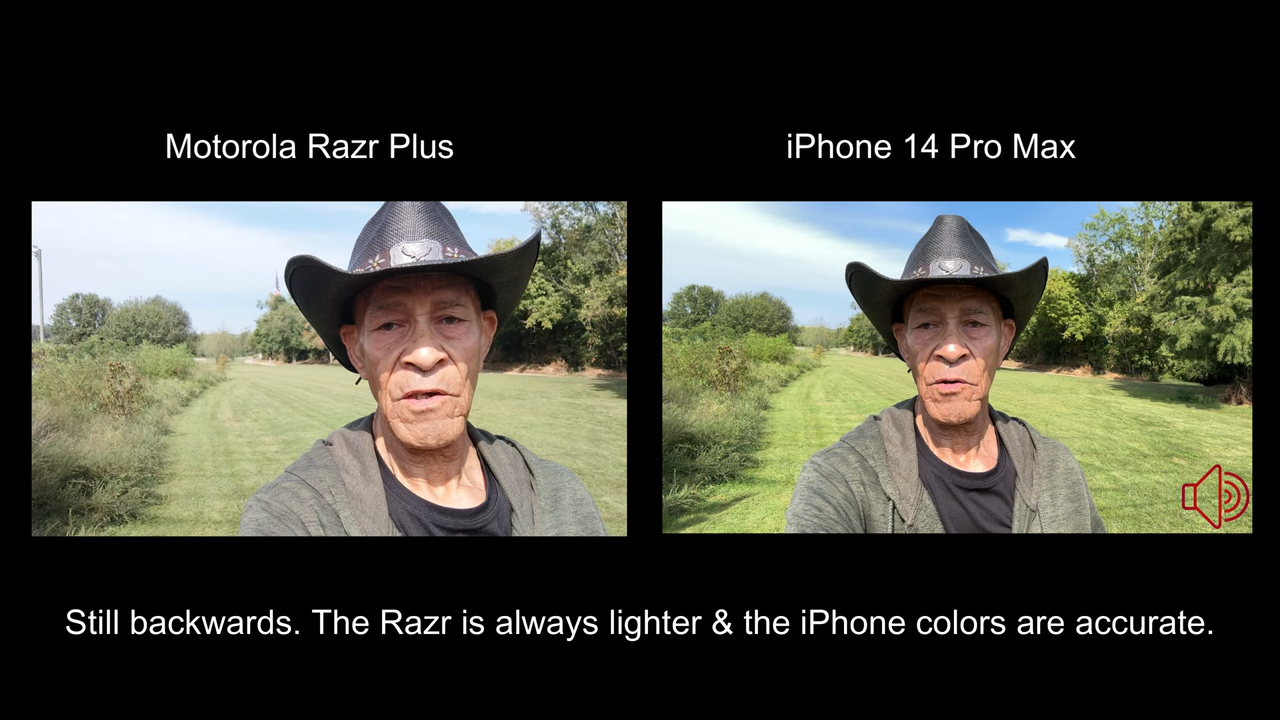 Motorola Razr Plus
iPhone 14 Pro Max
Still backwards. The Razr is always lighter & the iPhone colors are accurate.